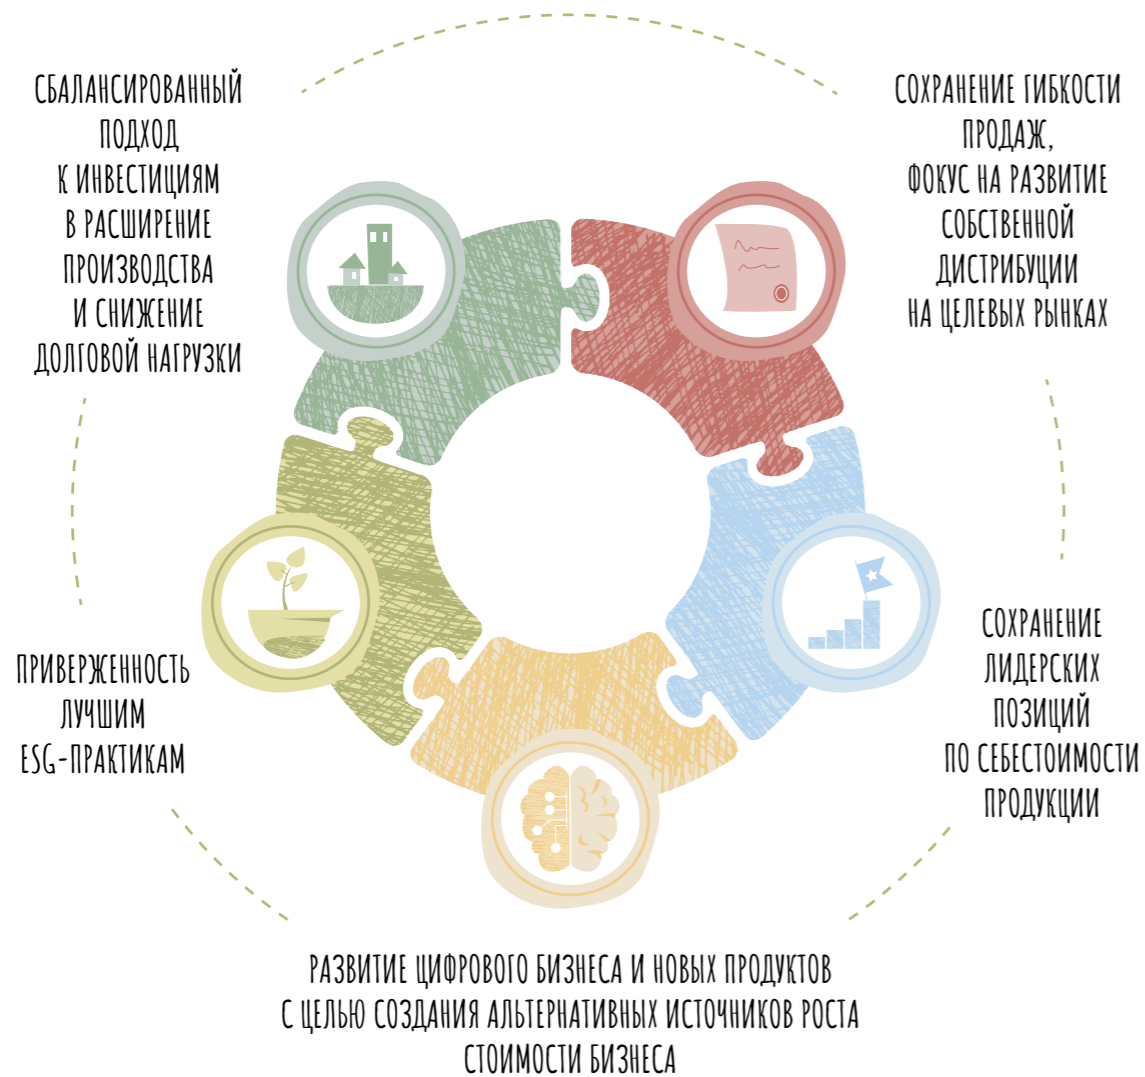 СБАЛАНСИРОВАННЫЙ
ПОДХОД
К ИНВЕСТИЦИЯМ
В РАСШИРЕНИЕ
ПРОИЗВОДСТВА
И СНИЖЕНИЕ
ДОЛГОВОЙ НАГРУЗКИ
СОХРАНЕНИЕ ГИБКОСТИ
ПРОДАЖ,
ФОКУС НА РАЗВИТИЕ
СОБСТВЕННОЙ
ДИСТРИБУЦИИ
НА ЦЕЛЕВЫХ РЫНКАХ
ПРИВЕРЖЕННОСТЬ
ЛУЧШИМ
ESG-ПРАКТИКАМ
СОХРАНЕНИЕ
ЛИДЕРСКИХ
ПОЗИЦИЙ
ПО СЕБЕСТОИМОСТИ
ПРОДУКЦИИ
РАЗВИТИЕ ЦИФРОВОГО БИЗНЕСА И НОВЫХ ПРОДУКТОВ
С ЦЕЛЬЮ СОЗДАНИЯ АЛЬТЕРНАТИВНЫХ ИСТОЧНИКОВ РОСТА
СТОИМОСТИ БИЗНЕСА